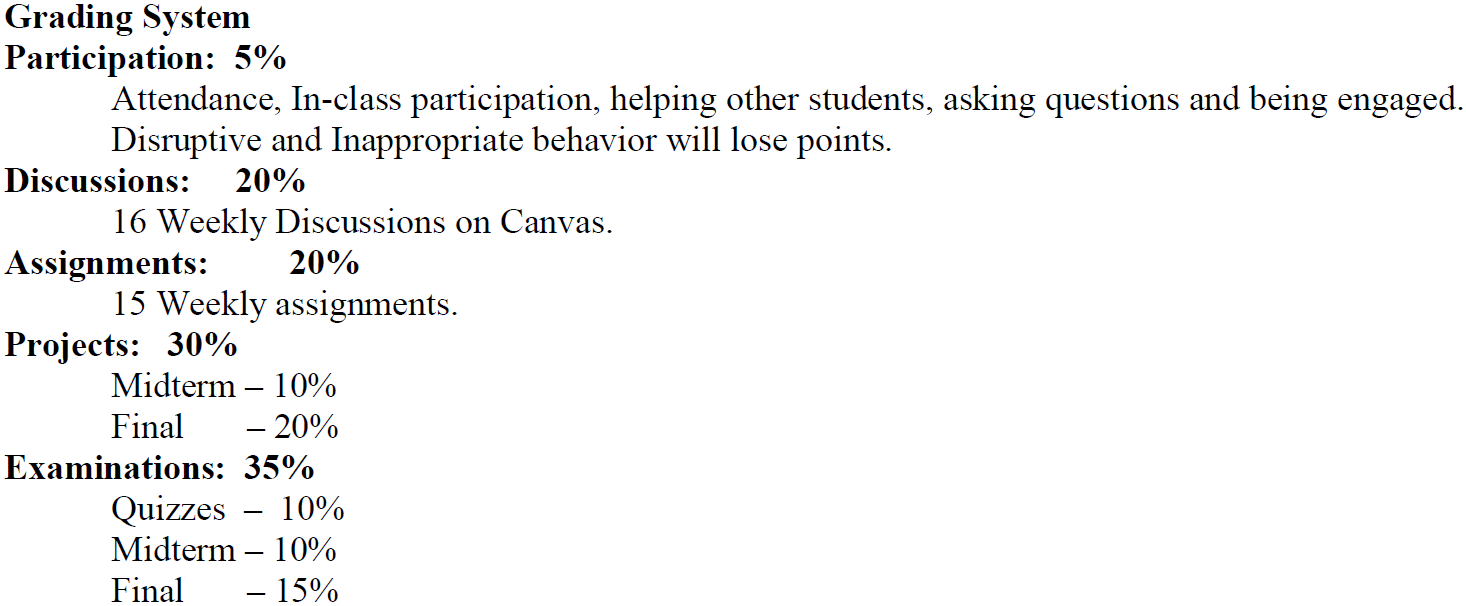 Grading System
Participation: 5%
Attendance, In-class participation, helping other students, asking questions and being engaged.
Disruptive and Inappropriate behavior will lose points.
Discussions: 20%
16 Weekly Discussions on Canvas.
Assignments: 20%
15 Weekly assignments.
Projects: 30%
Midterm – 10%
Final – 20%
Examinations: 35%
Quizzes – 10%
Midterm – 10%
Final – 15%